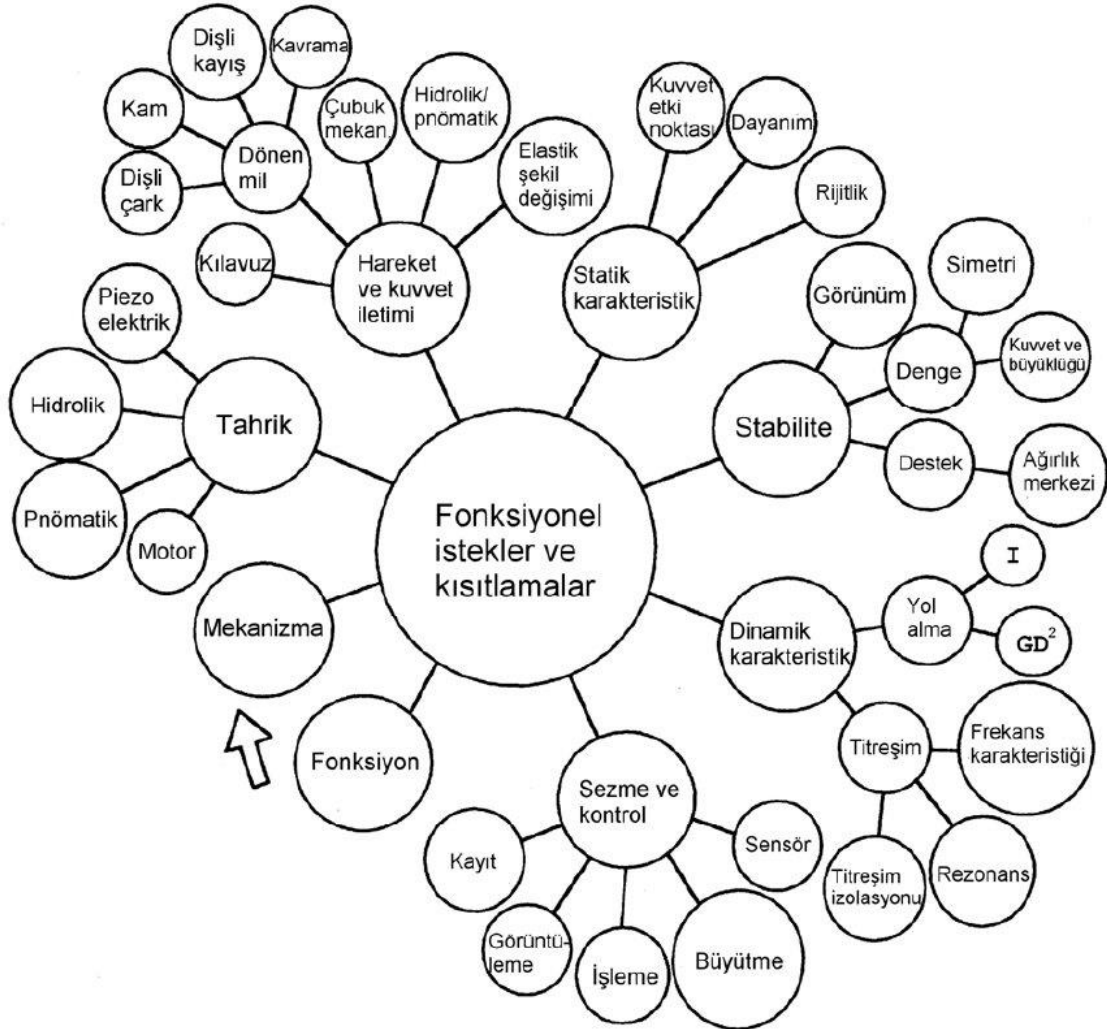 Dişli
kayış
Kavrama
Kam
Dişli
çark
Dönen
mil
Çubuk
mekan.
Hidrolik/
pnömatik
Elastik
şekil
değişimi
Kılavuz
Hareket
ve kuvvet
iletimi
Kuvvet
etki
noktası
Dayanım
Rijitlik
Statik
karakteristik
Görünüm
Simetri
Denge
Kuvvet ve
büyüklüğü
Stabilite
Destek
Ağırlık
merkezi
Piezo
elektrik
Hidrolik
Tahrik
Pnömatik
Motor
Fonksiyonel
istekler ve
kısıtlamalar
Mekanizma
Fonksiyon
Dinamik
karakteristik
Yol
alma
I
GD²
Titreşim
Frekans
karakteristiği
Titreşim
izolasyonu
Rezonans
Sezme ve
kontrol
Kayıt
Görüntü-
leme
İşleme
Büyütme
Sensör